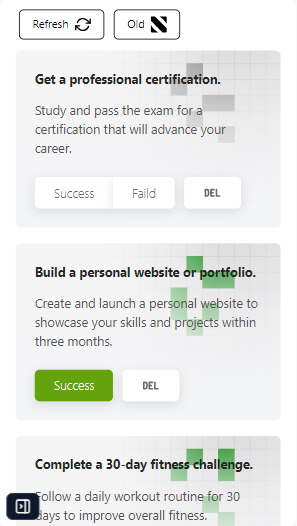 Refresh
Old
Get a professional certification.
Study and pass the exam for a
certification that will advance your
career.
Success
Faild
DEL
Build a personal website or portfolio.
Create and launch a personal website to
showcase your skills and projects within
three months.
Success
DEL
Complete a 30-day fitness challenge.
Follow a daily workout routine for 30
days to improve overall fitness.